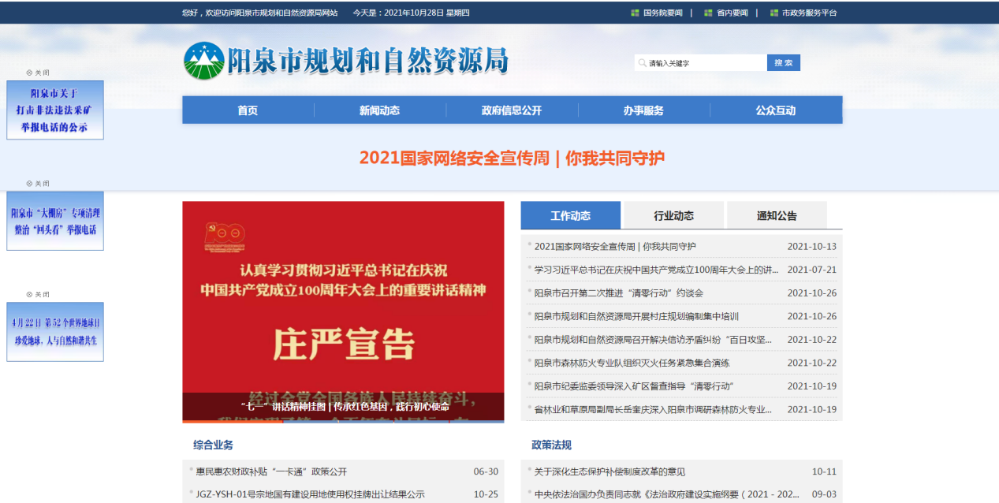 您好，欢迎访问阳泉市规划和自然资源局网站 今天是：2021年10月28日 星期四
国务院要闻 | 省内要闻 | 市政务服务平台
阳泉市规划和自然资源局
请输入关键字 搜 索
首页 新闻动态 政府信息公开 办事服务 公众互动
关闭
阳泉市关于
打击非法违法采矿
举报电话的公示
2021国家网络安全宣传周 | 你我共同守护
关闭
阳泉市“大棚房”专项清理
整治“回头看”举报电话
关闭
4月22日 第52个世界地球日
珍爱地球，人与自然和谐共生
认真学习贯彻习近平总书记在庆祝
中国共产党成立100周年大会上的重要讲话精神
庄严宣告
经过全党全国各族人民持续奋斗，
“七一”讲话精神挂图 | 传承红色基因，践行初心使命
工作动态 行业动态 通知公告
2021国家网络安全宣传周 | 你我共同守护 2021-10-13
学习习近平总书记在庆祝中国共产党成立100周年大会上的讲... 2021-07-21
阳泉市召开第二次推进“清零行动”约谈会 2021-10-26
阳泉市规划和自然资源局开展村庄规划编制集中培训 2021-10-26
阳泉市规划和自然资源局召开解决信访矛盾纠纷“百日攻坚... 2021-10-22
阳泉市森林防火专业队组织灭火任务紧急集合演练 2021-10-22
阳泉市纪委监委领导深入矿区督查指导“清零行动” 2021-10-19
省林业和草原局副局长岳奎庆深入阳泉市调研森林防火专业... 2021-10-19
综合业务
惠民惠农财政补贴“一卡通”政策公开 06-30
JGZ-YSH-01号宗地国有建设用地使用权挂牌出让结果公示 10-25
政策法规
关于深化生态保护补偿制度改革的意见 10-11
中央依法治国办负责同志就《法治政府建设实施纲要（2021－202... 09-03